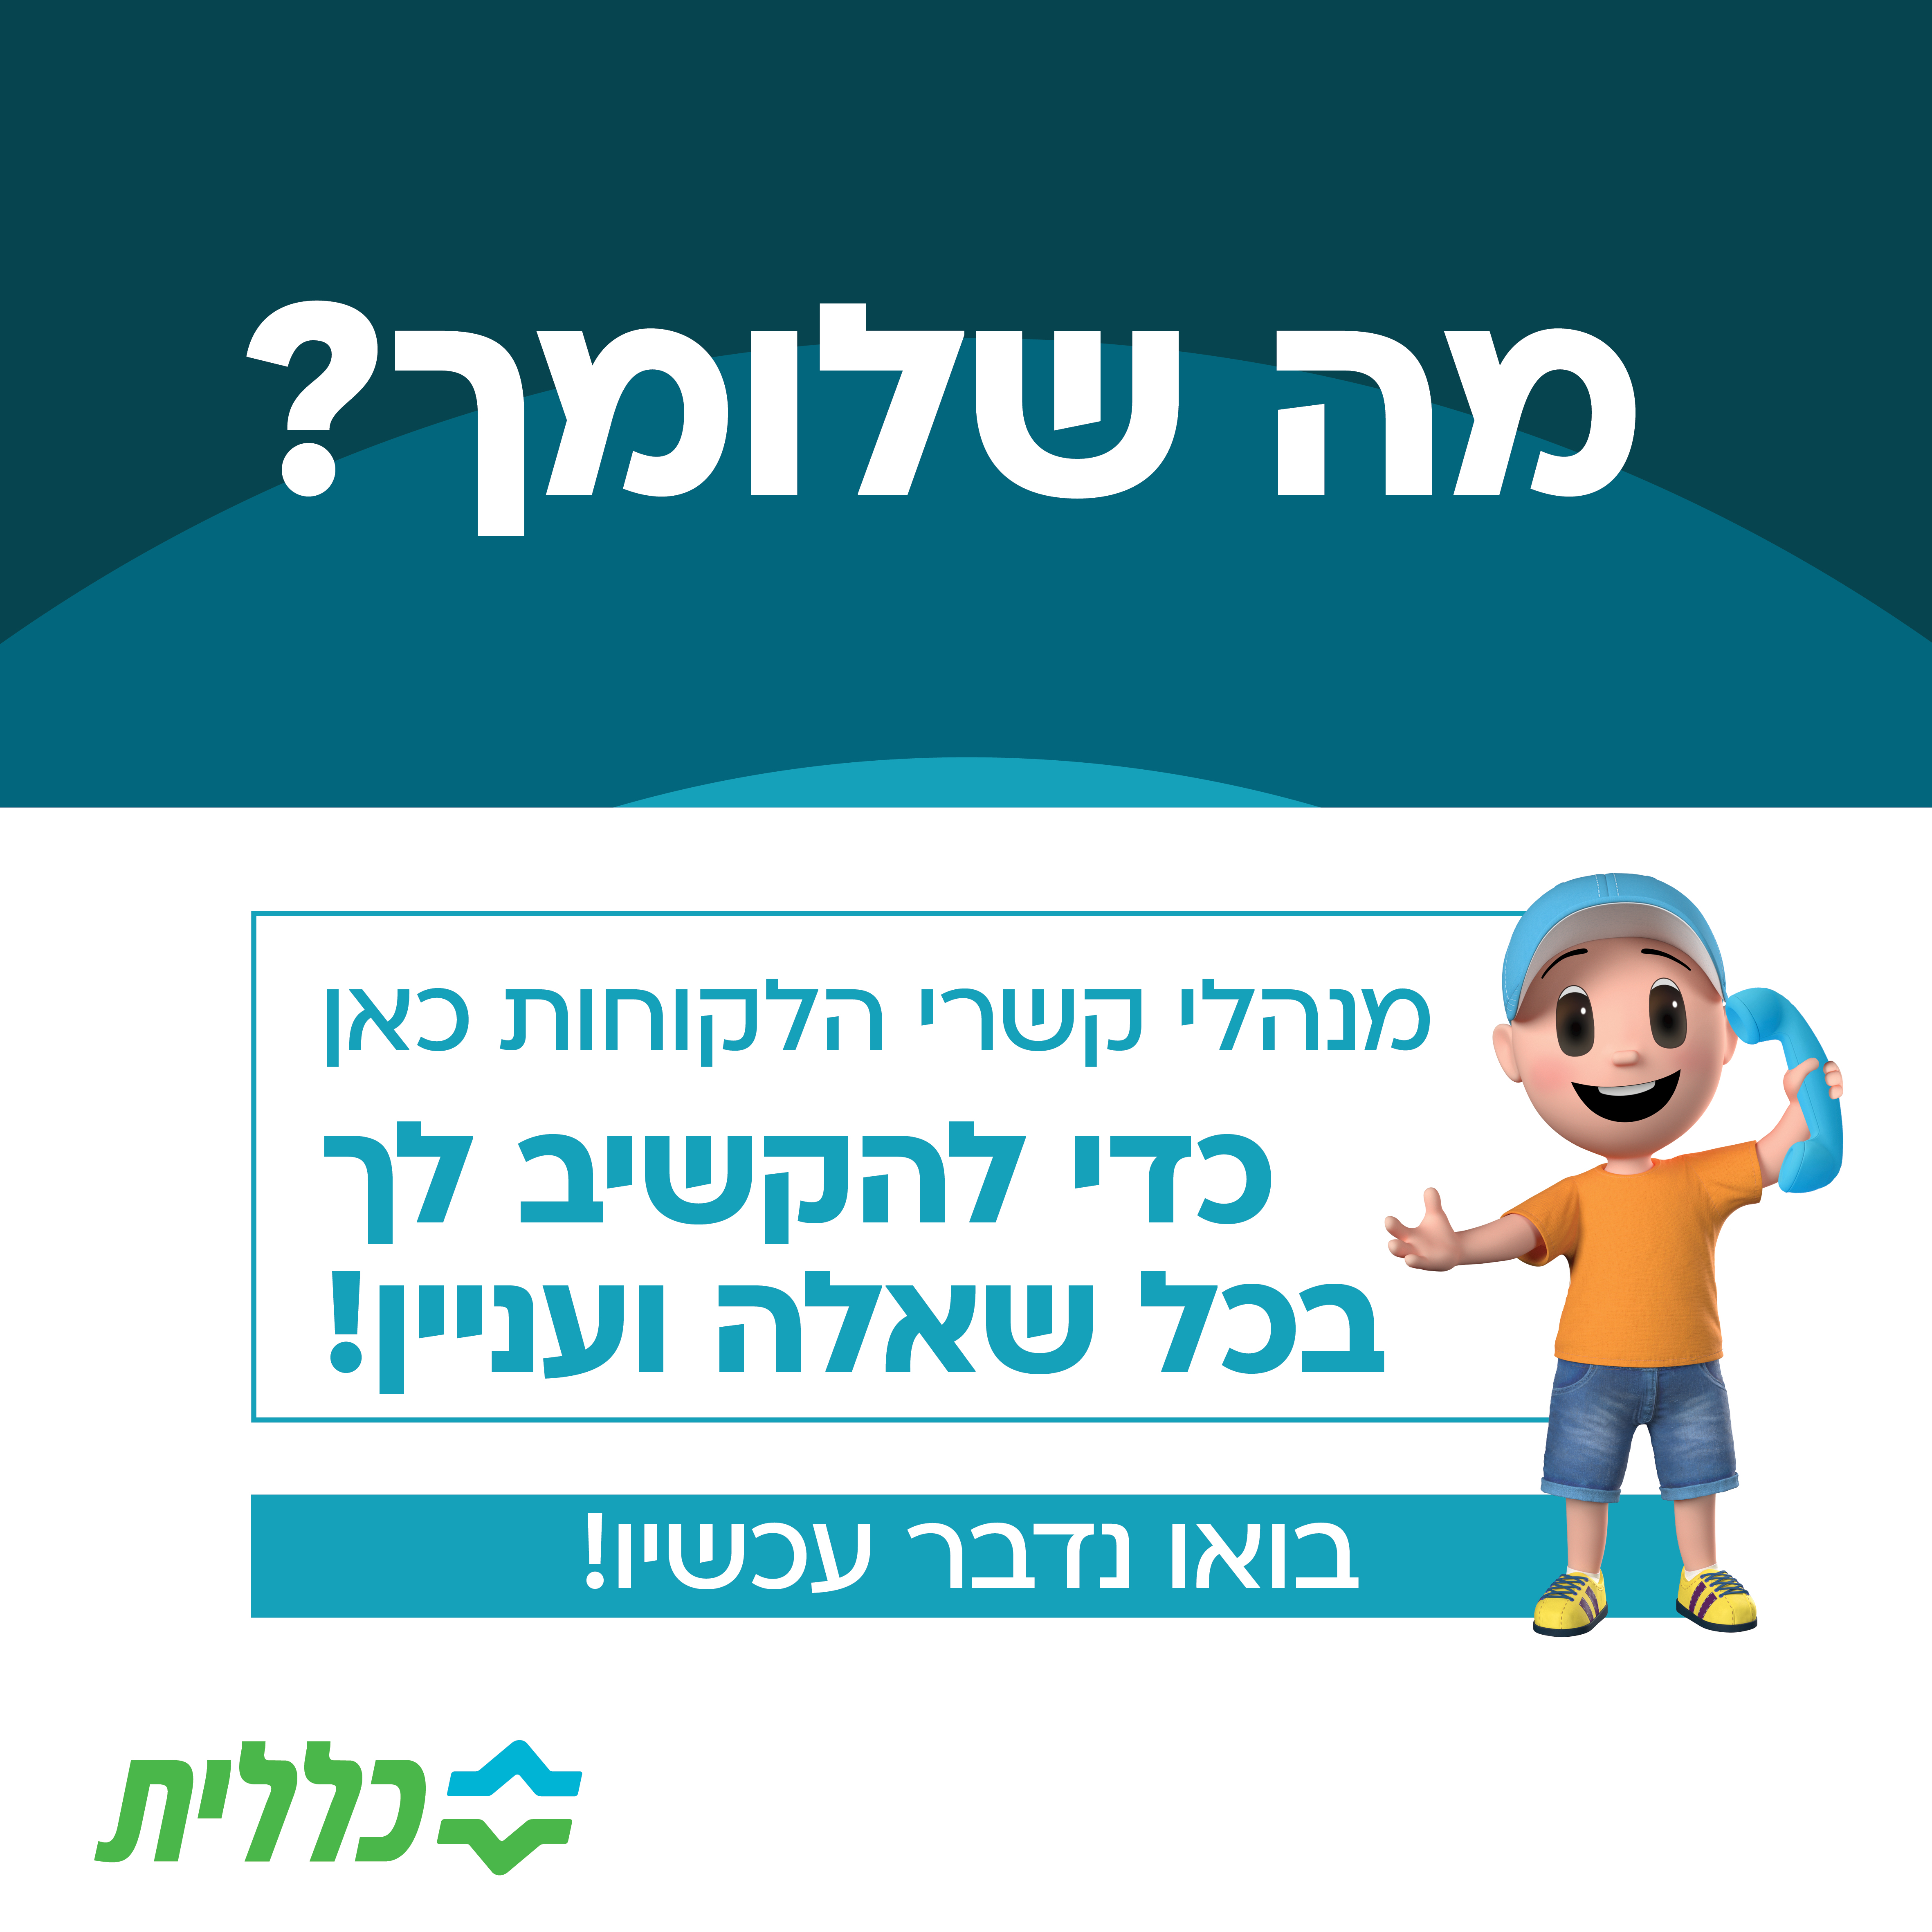 מה שלומך?
מנהלי קשרי הלקוחות כאן
כדי להקשיב לך
בכל שאלה ועניין!
בואו נדבר עכשיו!
כללית